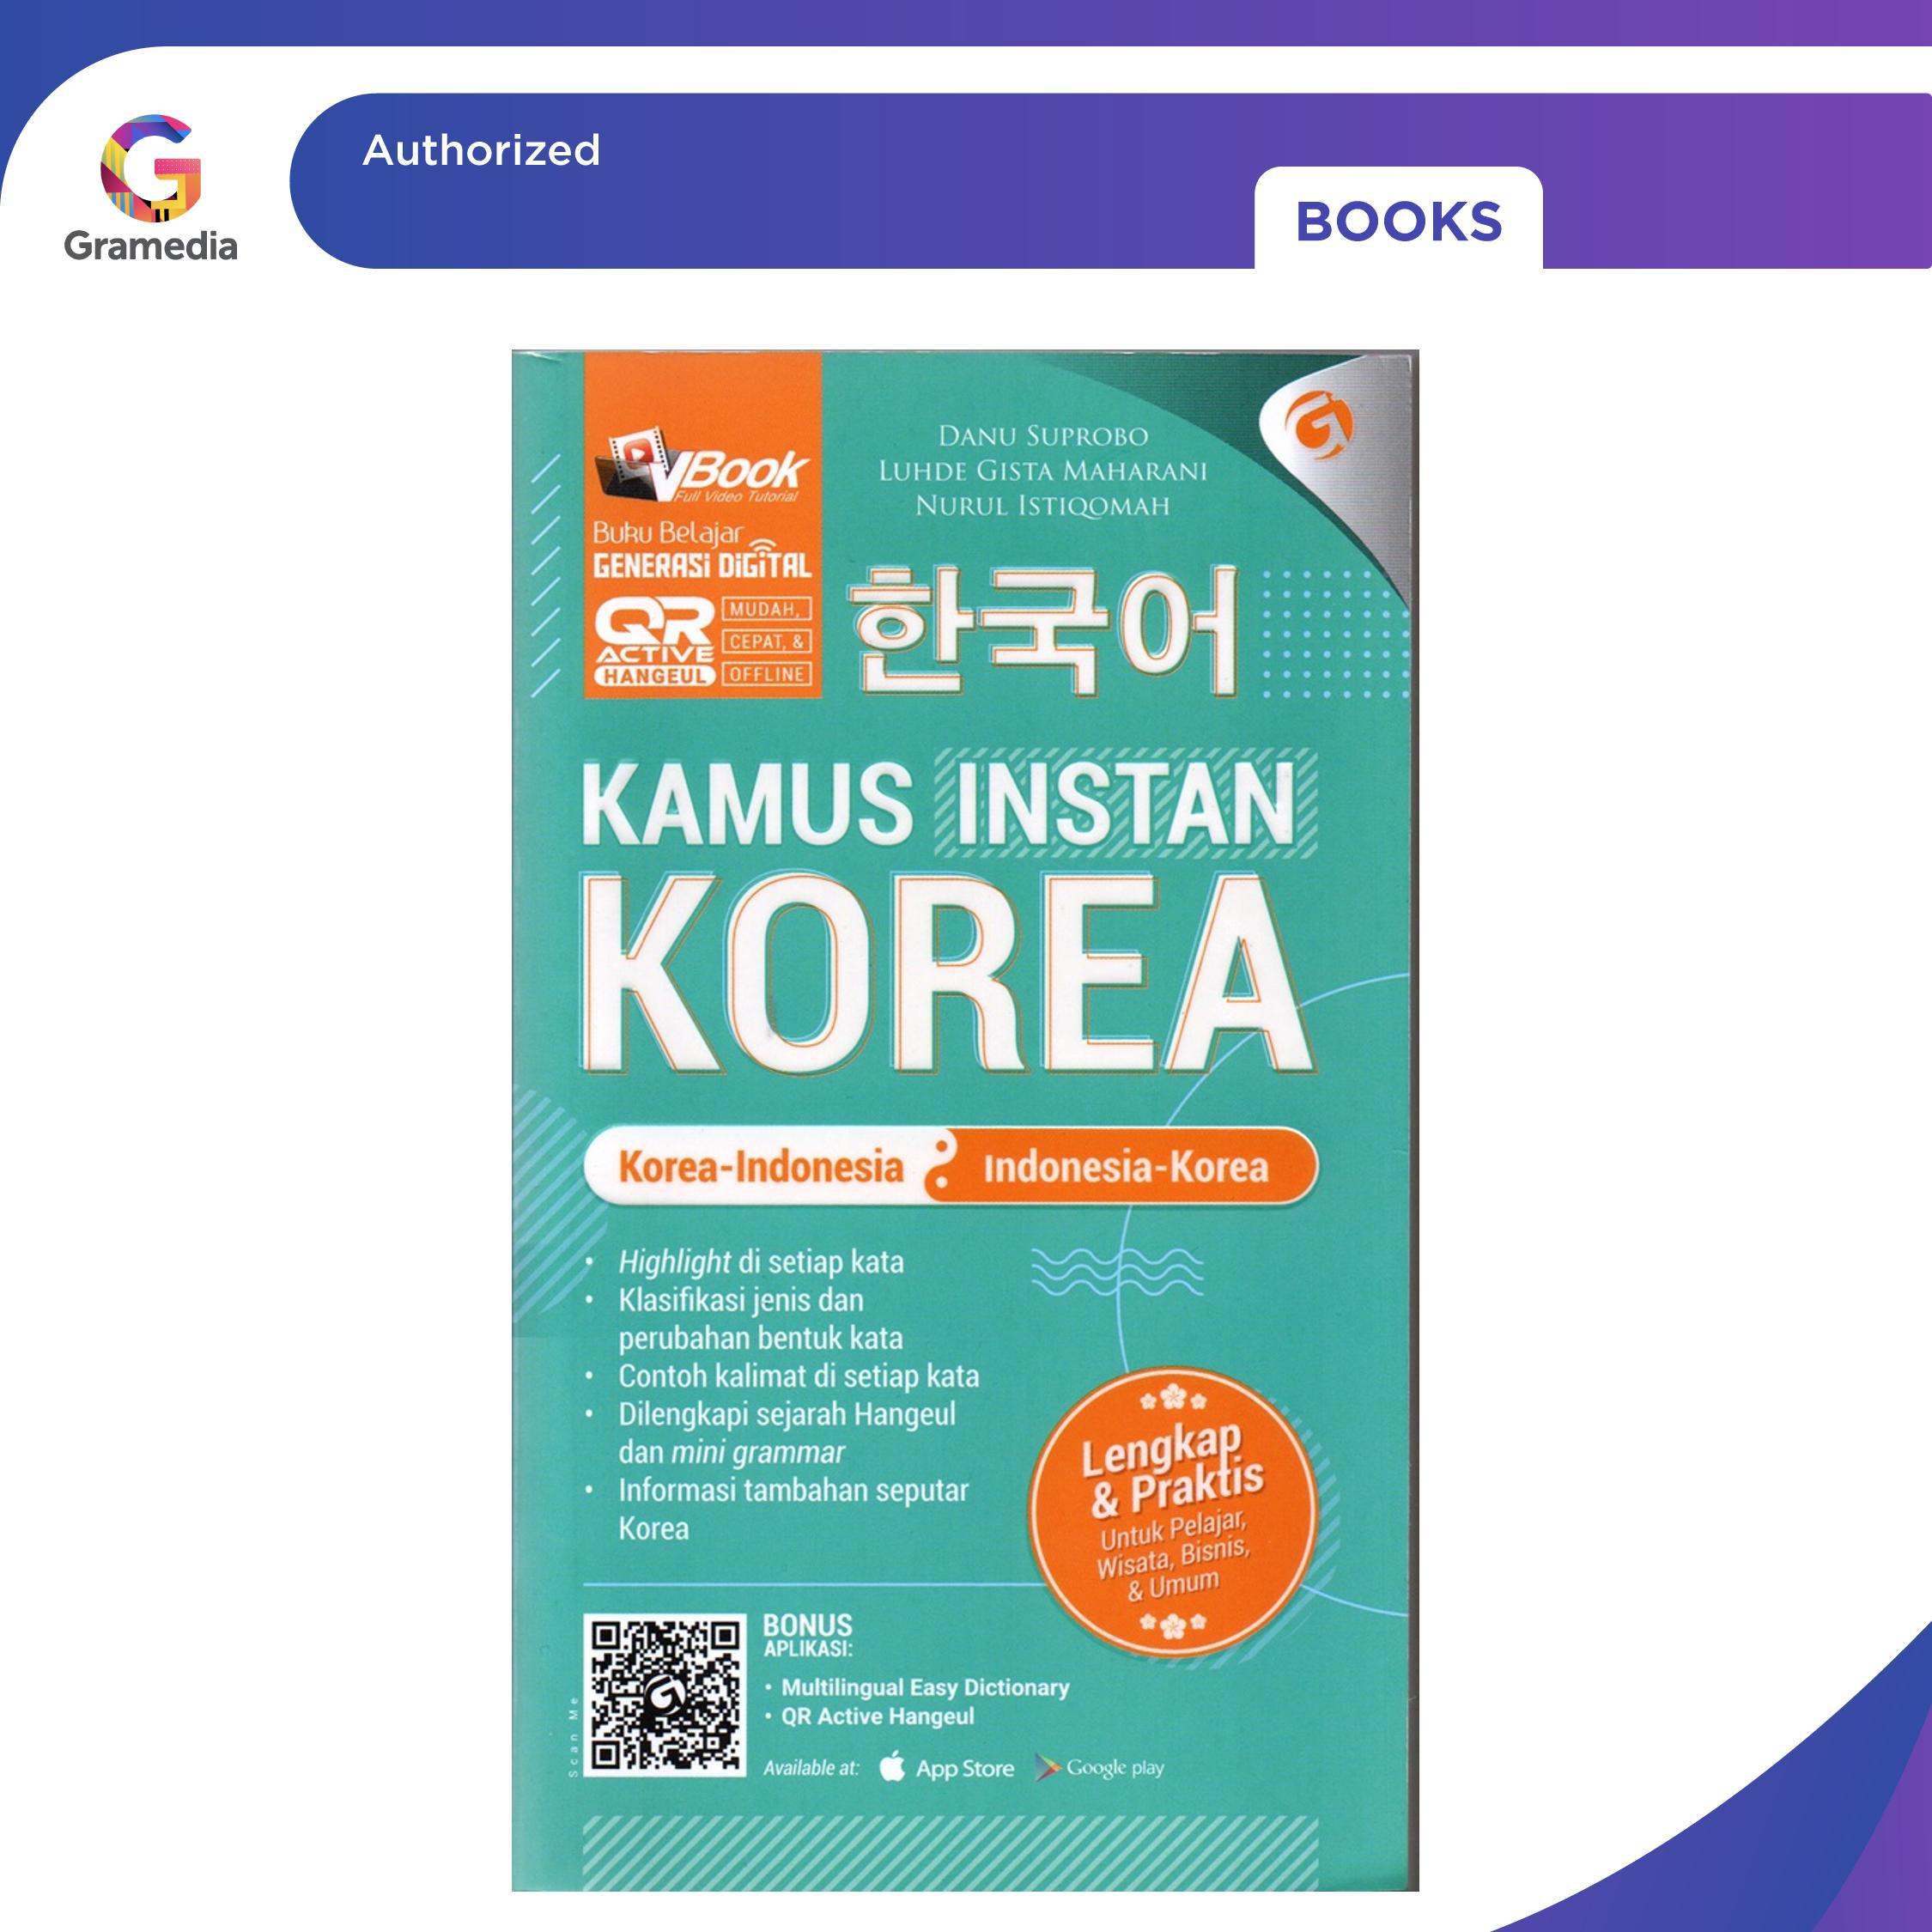 Gramedia
Authorized
BOOKS
VBook
Full Video Tutorial
Buku Belajar
GENERASI DIGITAL
QR
ACTIVE
HANGEUL
MUDAH,
CEPAT, &
OFFLINE
DANU SUPROBO
LUHDE GISTA MAHARANI
NURUL ISTIQOMAH
한국어
KAMUS INSTAN
KOREA
Korea-Indonesia
Indonesia-Korea
• Highlight di setiap kata
• Klasifikasi jenis dan
perubahan bentuk kata
• Contoh kalimat di setiap kata
• Dilengkapi sejarah Hangeul
dan mini grammar
• Informasi tambahan seputar
Korea
Lengkap
& Praktis
Untuk Pelajar,
Wisata, Bisnis,
& Umum
Scan Me
BONUS
APLIKASI:
• Multilingual Easy Dictionary
• QR Active Hangeul
Available at: App Store Google play